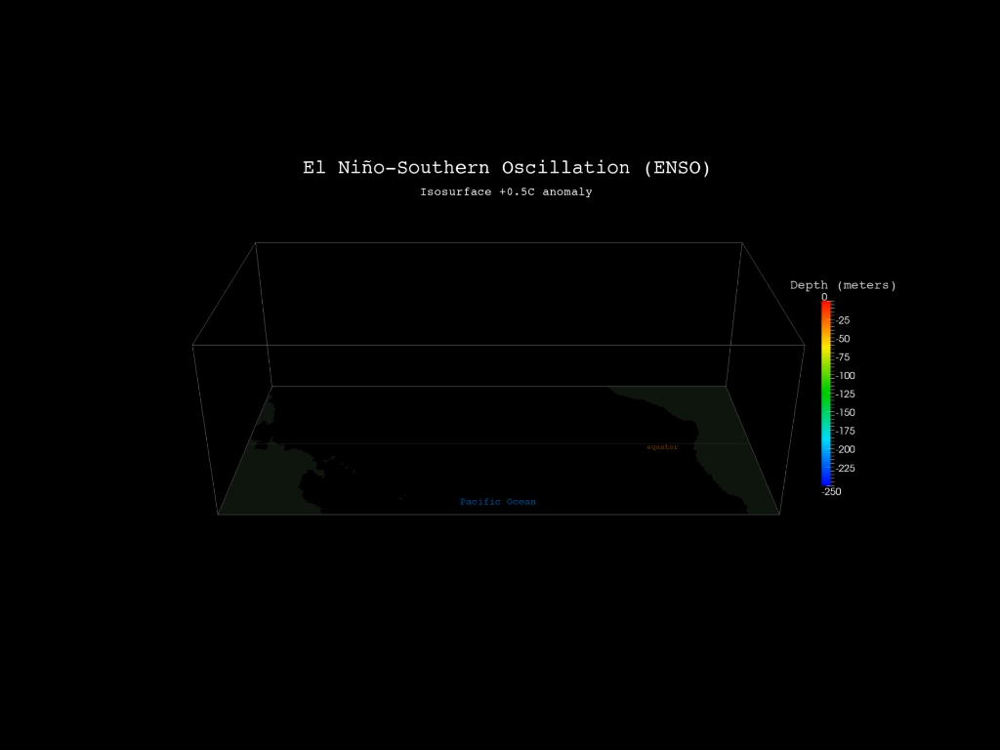 El Niño-Southern Oscillation (ENSO)
Isosurface +0.5C anomaly
Depth (meters)
0
-25
-50
-75
-100
-125
-150
-175
-200
-225
-250
equator
Pacific Ocean